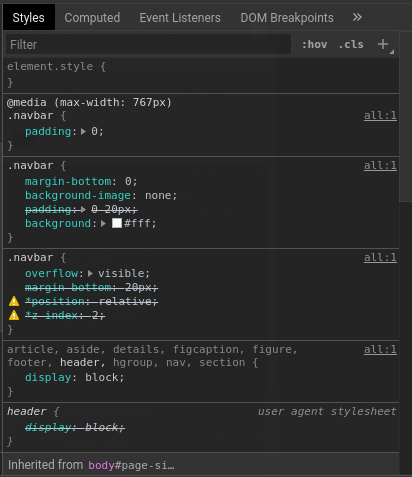 Styles Computed Event Listeners DOM Breakpoints »
Filter :hov .cls +
element.style {
}
@media (max-width: 767px)
.navbar { all:1
padding: 0;
}
.navbar { all:1
margin-bottom: 0;
background-image: none;
padding: 0 20px;
background: #fff;
}
.navbar { all:1
overflow: visible;
margin-bottom: 20px;
*position: relative;
*z-index: 2;
}
article, aside, details, figcaption, figure, all:1
footer, header, hgroup, nav, section {
display: block;
}
header { user agent stylesheet
display: block;
}
Inherited from body#page-si…